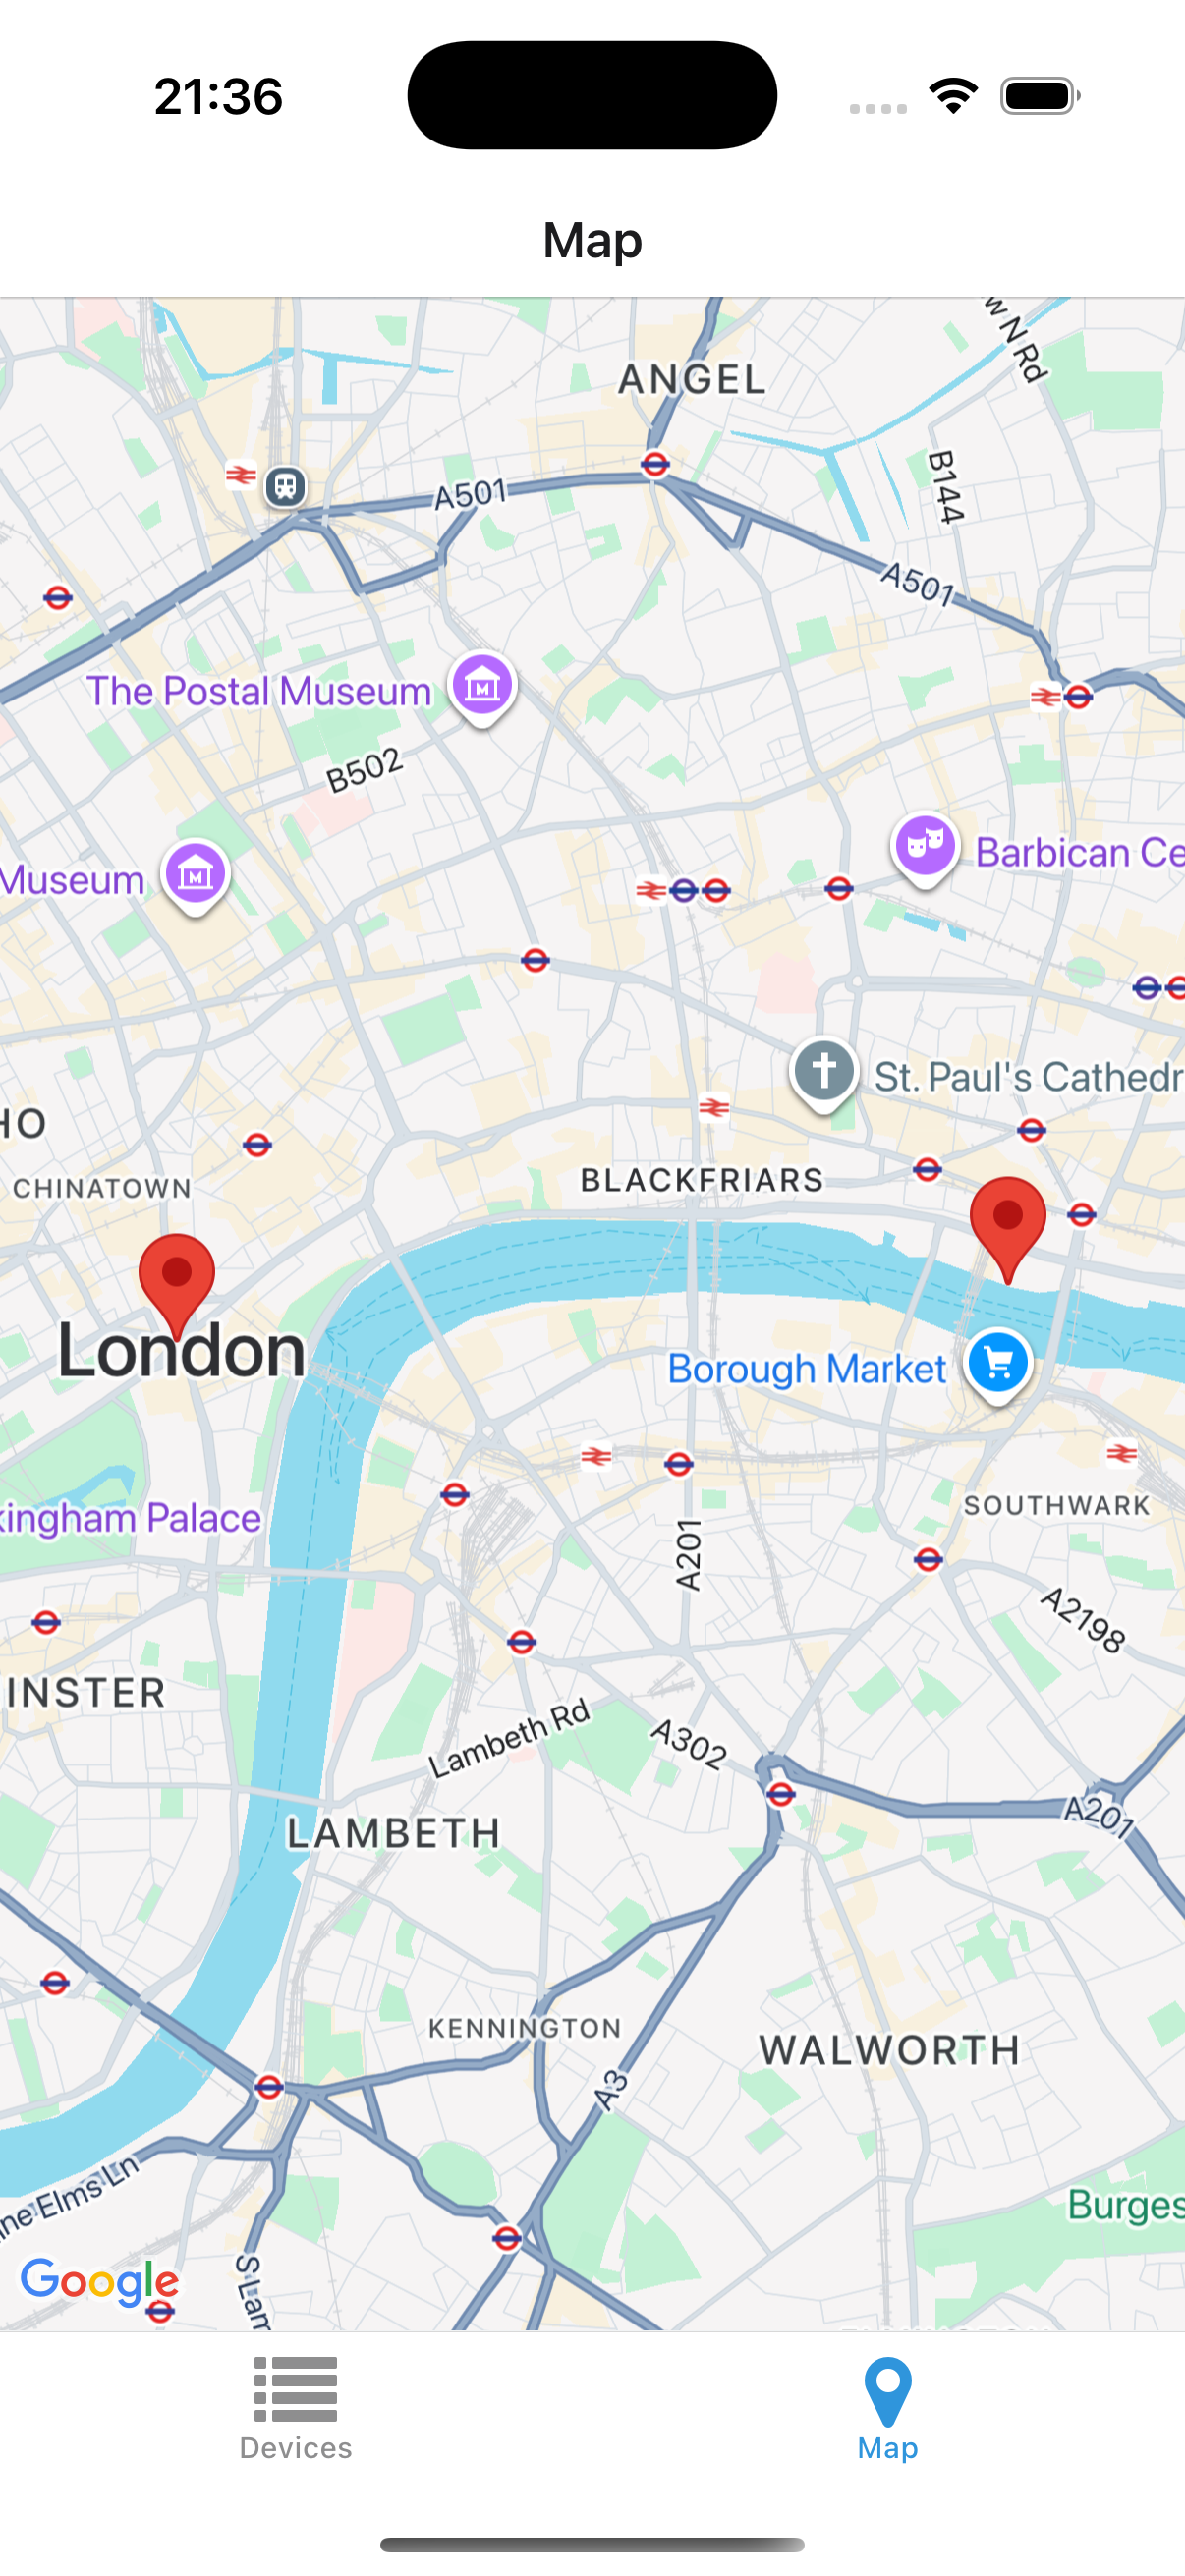 21:36
Map
w N Rd
ANGEL
B144
A501
A501
The Postal Museum
B502
Museum
Barbican Ce
St. Paul's Cathedr
HO
BLACKFRIARS
CHINATOWN
London
Borough Market
kingham Palace
SOUTHWARK
A201
A2198
INSTER
Lambeth Rd
A302
A201
LAMBETH
KENNINGTON
WALWORTH
A3
ne Elms Ln
Burges
S Lam
Google
Devices
Map